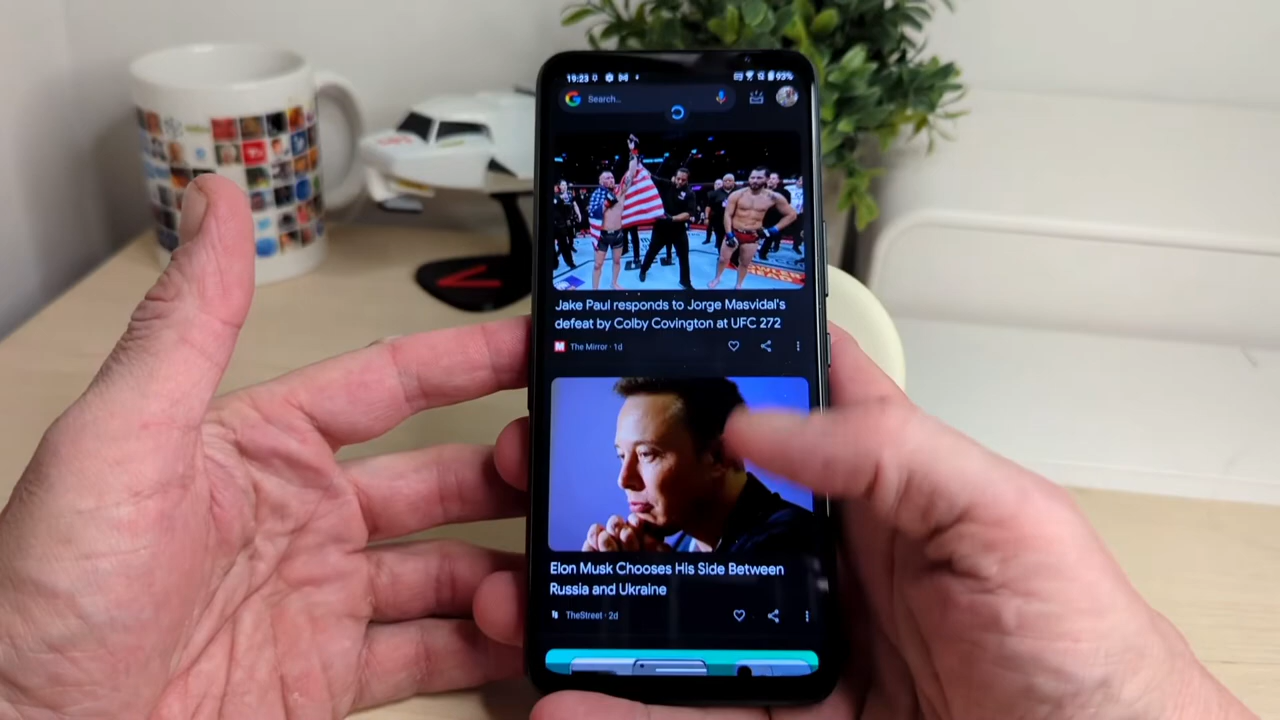 19:23
93%
Search...
Jake Paul responds to Jorge Masvidal's
defeat by Colby Covington at UFC 272
M The Mirror · 1d
Elon Musk Chooses His Side Between
Russia and Ukraine
TheStreet · 2d